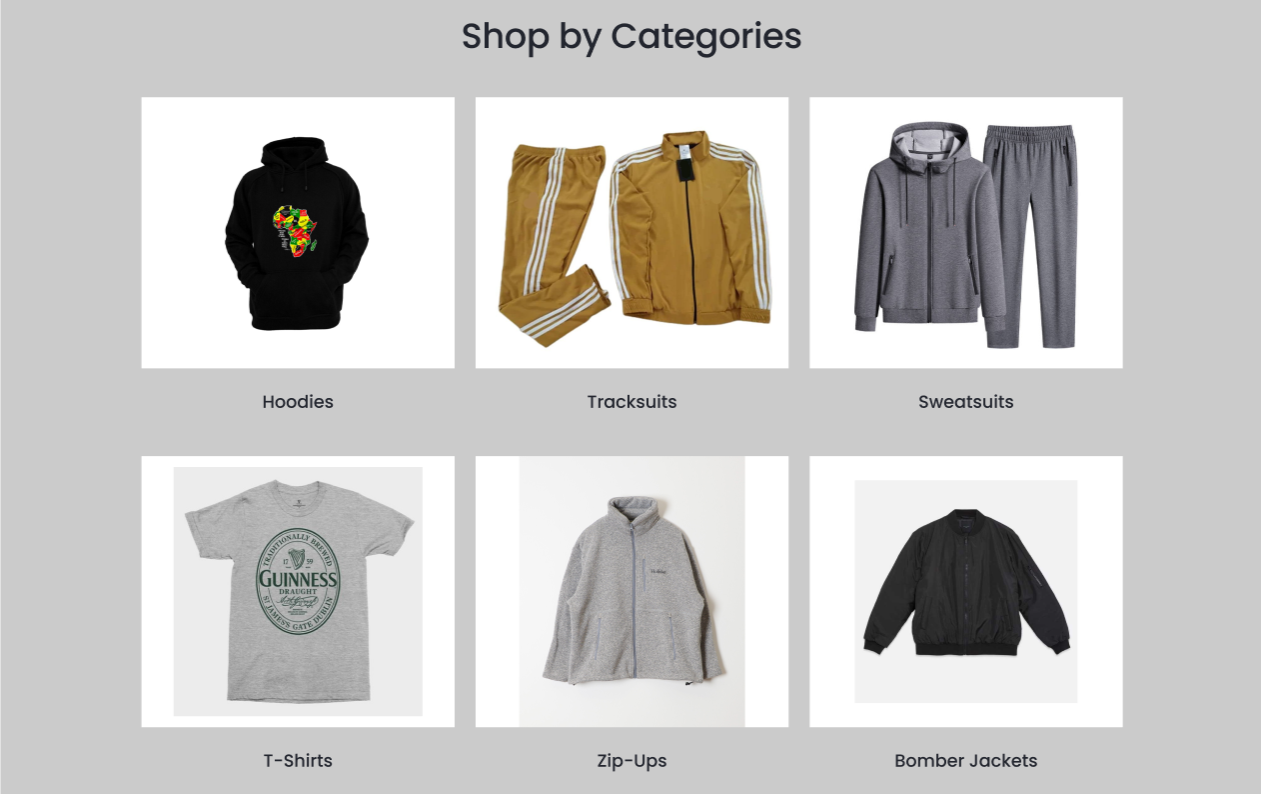 Shop by Categories
Hoodies
Tracksuits
Sweatsuits
TRADITIONALLY BREWED
17 59
GUINNESS
DRAUGHT
ST JAMES'S GATE DUBLIN
T-Shirts
Zip-Ups
Bomber Jackets